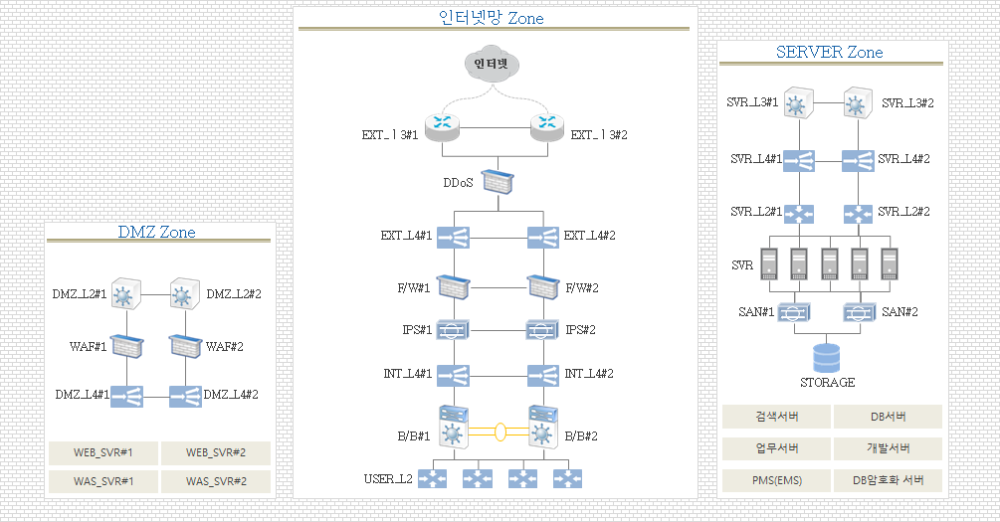 인터넷망 Zone
인터넷
EXT_l3#1
EXT_l3#2
DDoS
EXT_L4#1
EXT_L4#2
F/W#1
F/W#2
IPS#1
IPS#2
INT_L4#1
INT_L4#2
B/B#1
B/B#2
USER_L2
DMZ Zone
DMZ_L2#1
DMZ_L2#2
WAF#1
WAF#2
DMZ_L4#1
DMZ_L4#2
WEB_SVR#1
WEB_SVR#2
WAS_SVR#1
WAS_SVR#2
SERVER Zone
SVR_L3#1
SVR_L3#2
SVR_L4#1
SVR_L4#2
SVR_L2#1
SVR_L2#2
SVR
SAN#1
SAN#2
STORAGE
검색서버
DB서버
업무서버
개발서버
PMS(EMS)
DB암호화 서버